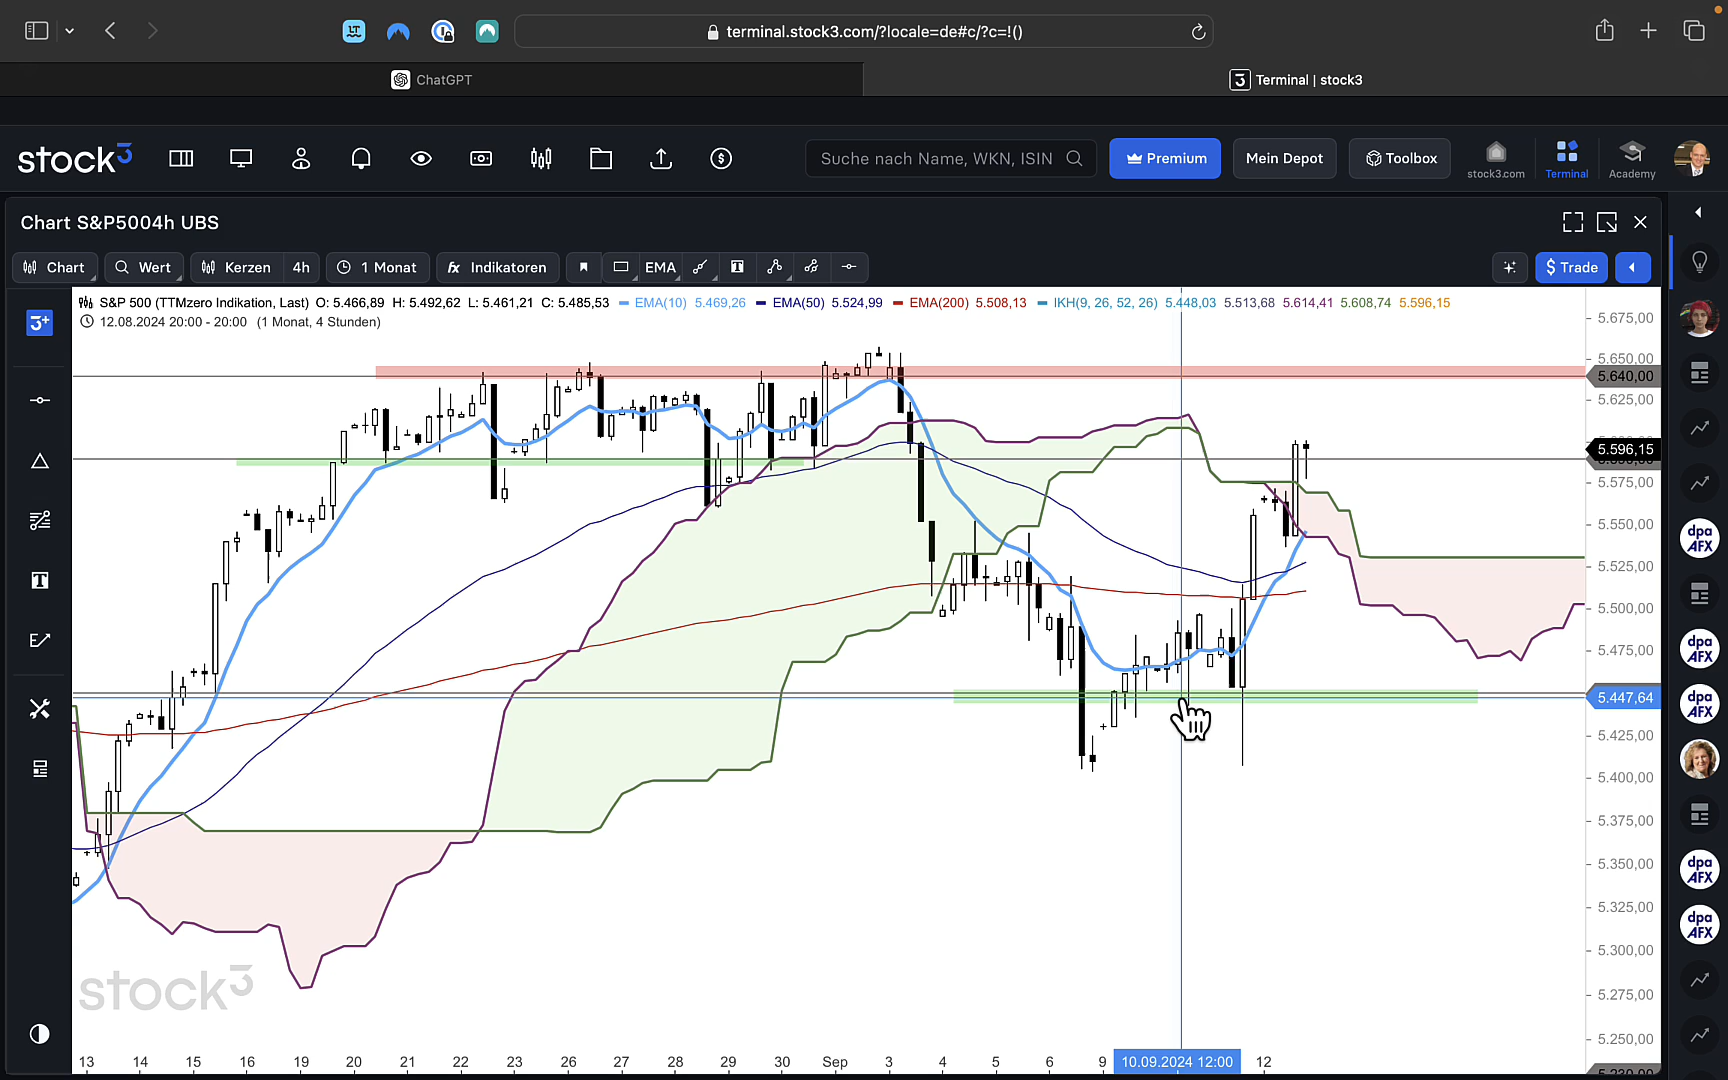 terminal.stock3.com/?locale=de#c/?c=!()
ChatGPT
Terminal | stock3
stock3
Suche nach Name, WKN, ISIN
Premium
Mein Depot
Toolbox
stock3.com
Terminal
Academy
Chart S&P5004h UBS
Chart
Wert
Kerzen
4h
1 Monat
fx Indikatoren
EMA
T
$ Trade
S&P 500 (TTMzero Indikation, Last) O: 5.466,89 H: 5.492,62 L: 5.461,21 C: 5.485,53 EMA(10) 5.469,26 EMA(50) 5.524,99 EMA(200) 5.508,13 IKH(9, 26, 52, 26) 5.448,03 5.513,68 5.614,41 5.608,74 5.596,15
12.08.2024 20:00 - 20:00 (1 Monat, 4 Stunden)
3+
T
5.675,00
5.650,00
5.640,00
5.625,00
5.596,15
5.575,00
5.550,00
5.525,00
5.500,00
5.475,00
5.447,64
5.425,00
5.400,00
5.375,00
5.350,00
5.325,00
5.300,00
5.275,00
5.250,00
dpa
AFX
dpa
AFX
dpa
AFX
dpa
AFX
dpa
AFX
stock3
13 14 15 16 19 20 21 22 23 26 27 28 29 30 Sep 3 4 5 6 9 10.09.2024 12:00 12